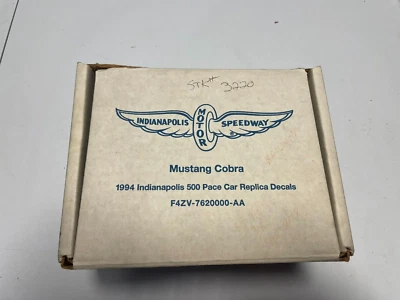 STK# 3220
INDIANAPOLIS MOTOR SPEEDWAY
Mustang Cobra
1994 Indianapolis 500 Pace Car Replica Decals
F4ZV-7620000-AA